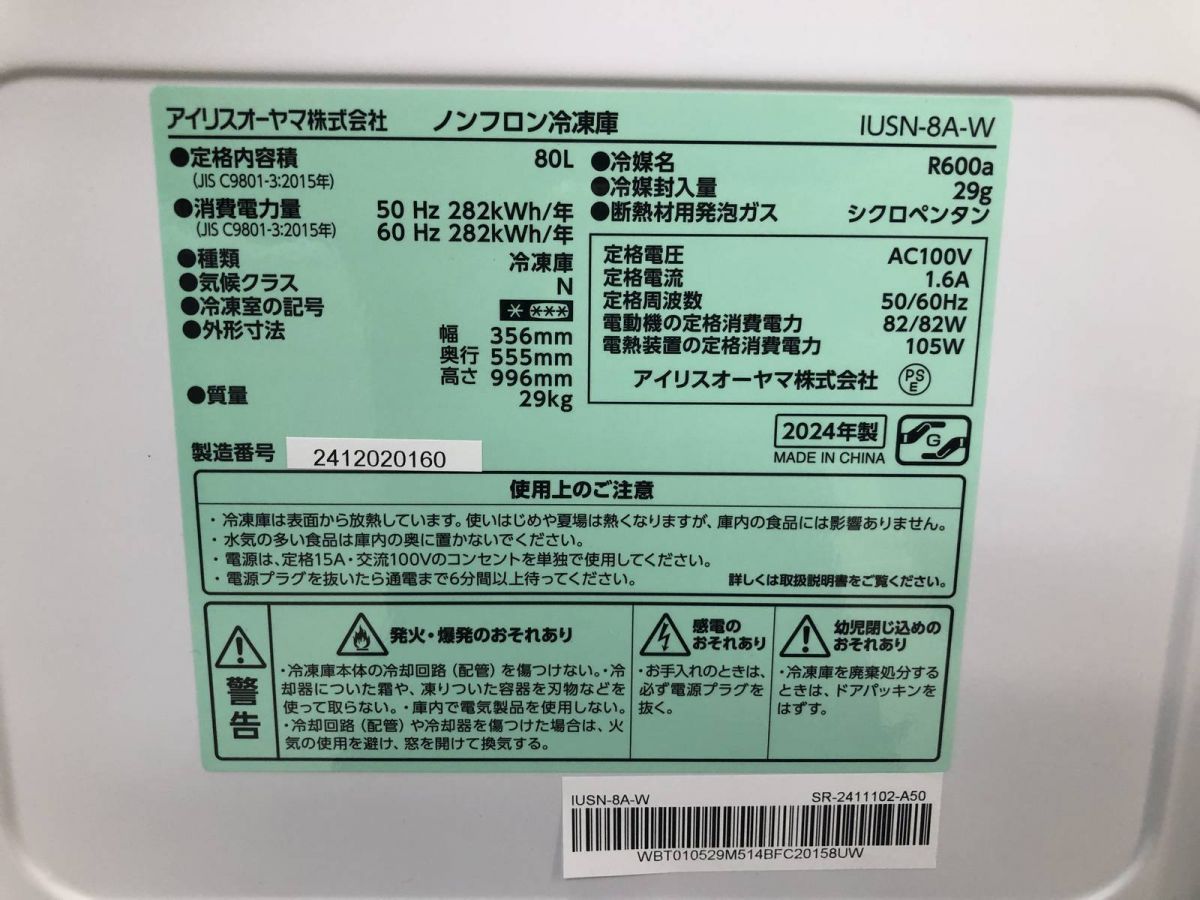 アイリスオーヤマ株式会社 ノンフロン冷凍庫 IUSN-8A-W
●定格内容積 80L
(JIS C9801-3:2015年)
●消費電力量 50 Hz 282kWh/年
(JIS C9801-3:2015年) 60 Hz 282kWh/年
●種類 冷凍庫
●気候クラス N
●冷凍室の記号 * ***
●外形寸法 幅 356mm
奥行 555mm
高さ 996mm
●質量 29kg
●冷媒名 R600a
●冷媒封入量 29g
●断熱材用発泡ガス シクロペンタン
定格電圧 AC100V
定格電流 1.6A
定格周波数 50/60Hz
電動機の定格消費電力 82/82W
電熱装置の定格消費電力 105W
アイリスオーヤマ株式会社 PSE
2024年製
MADE IN CHINA
G
製造番号 2412020160
使用上のご注意
・冷凍庫は表面から放熱しています。使いはじめや夏場は熱くなりますが、庫内の食品には影響ありません。
・水気の多い食品は庫内の奥に置かないでください。
・電源は、定格15A・交流100Vのコンセントを単独で使用してください。
・電源プラグを抜いたら通電まで6分間以上待ってください。 詳しくは取扱説明書をご覧ください。
警告
発火・爆発のおそれあり
・冷凍庫本体の冷却回路（配管）を傷つけない。・冷
却器についた霜や、凍りついた容器を刃物などを
使って取らない。・庫内で電気製品を使用しない。
・冷却回路（配管）や冷却器を傷つけた場合は、火
気の使用を避け、窓を開けて換気する。
感電の
おそれあり
・お手入れのときは、
必ず電源プラグを
抜く。
幼児閉じ込めの
おそれあり
・冷凍庫を廃棄処分する
ときは、ドアパッキンを
はずす。
IUSN-8A-W SR-2411102-A50
WBT010529M514BFC20158UW